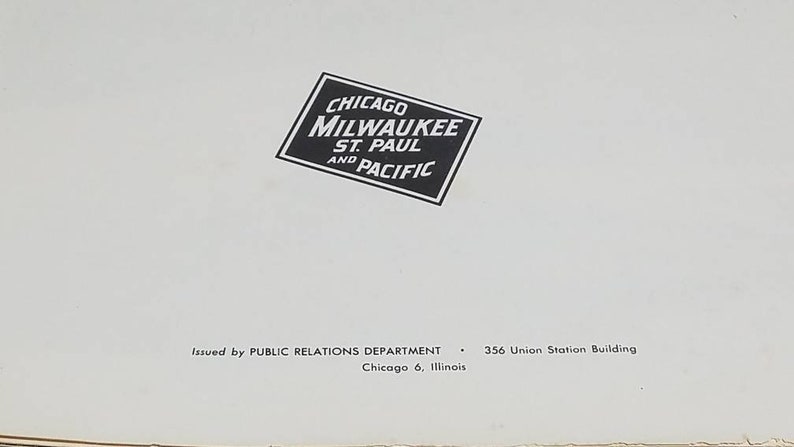 CHICAGO
MILWAUKEE
ST. PAUL
AND PACIFIC
Issued by PUBLIC RELATIONS DEPARTMENT • 356 Union Station Building
Chicago 6, Illinois